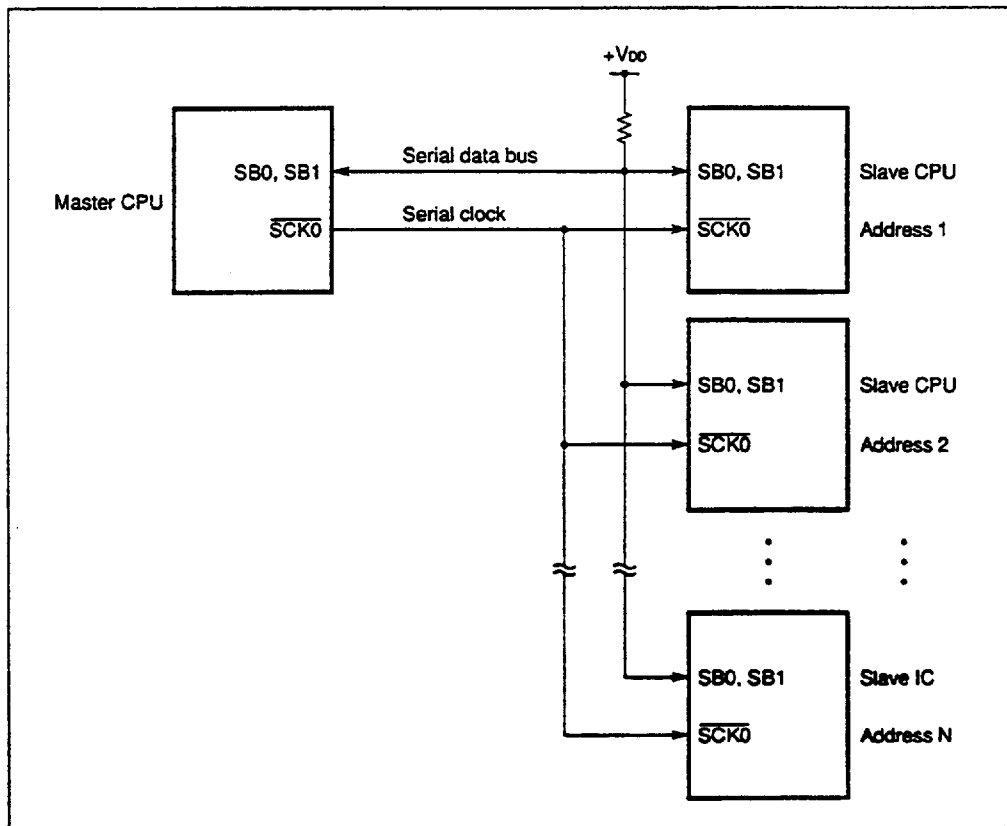 +VDD
Serial data bus
SB0, SB1
SB0, SB1
Slave CPU
Master CPU
Serial clock
SCK0
SCK0
Address 1
SB0, SB1
Slave CPU
SCK0
Address 2
SB0, SB1
Slave IC
SCK0
Address N